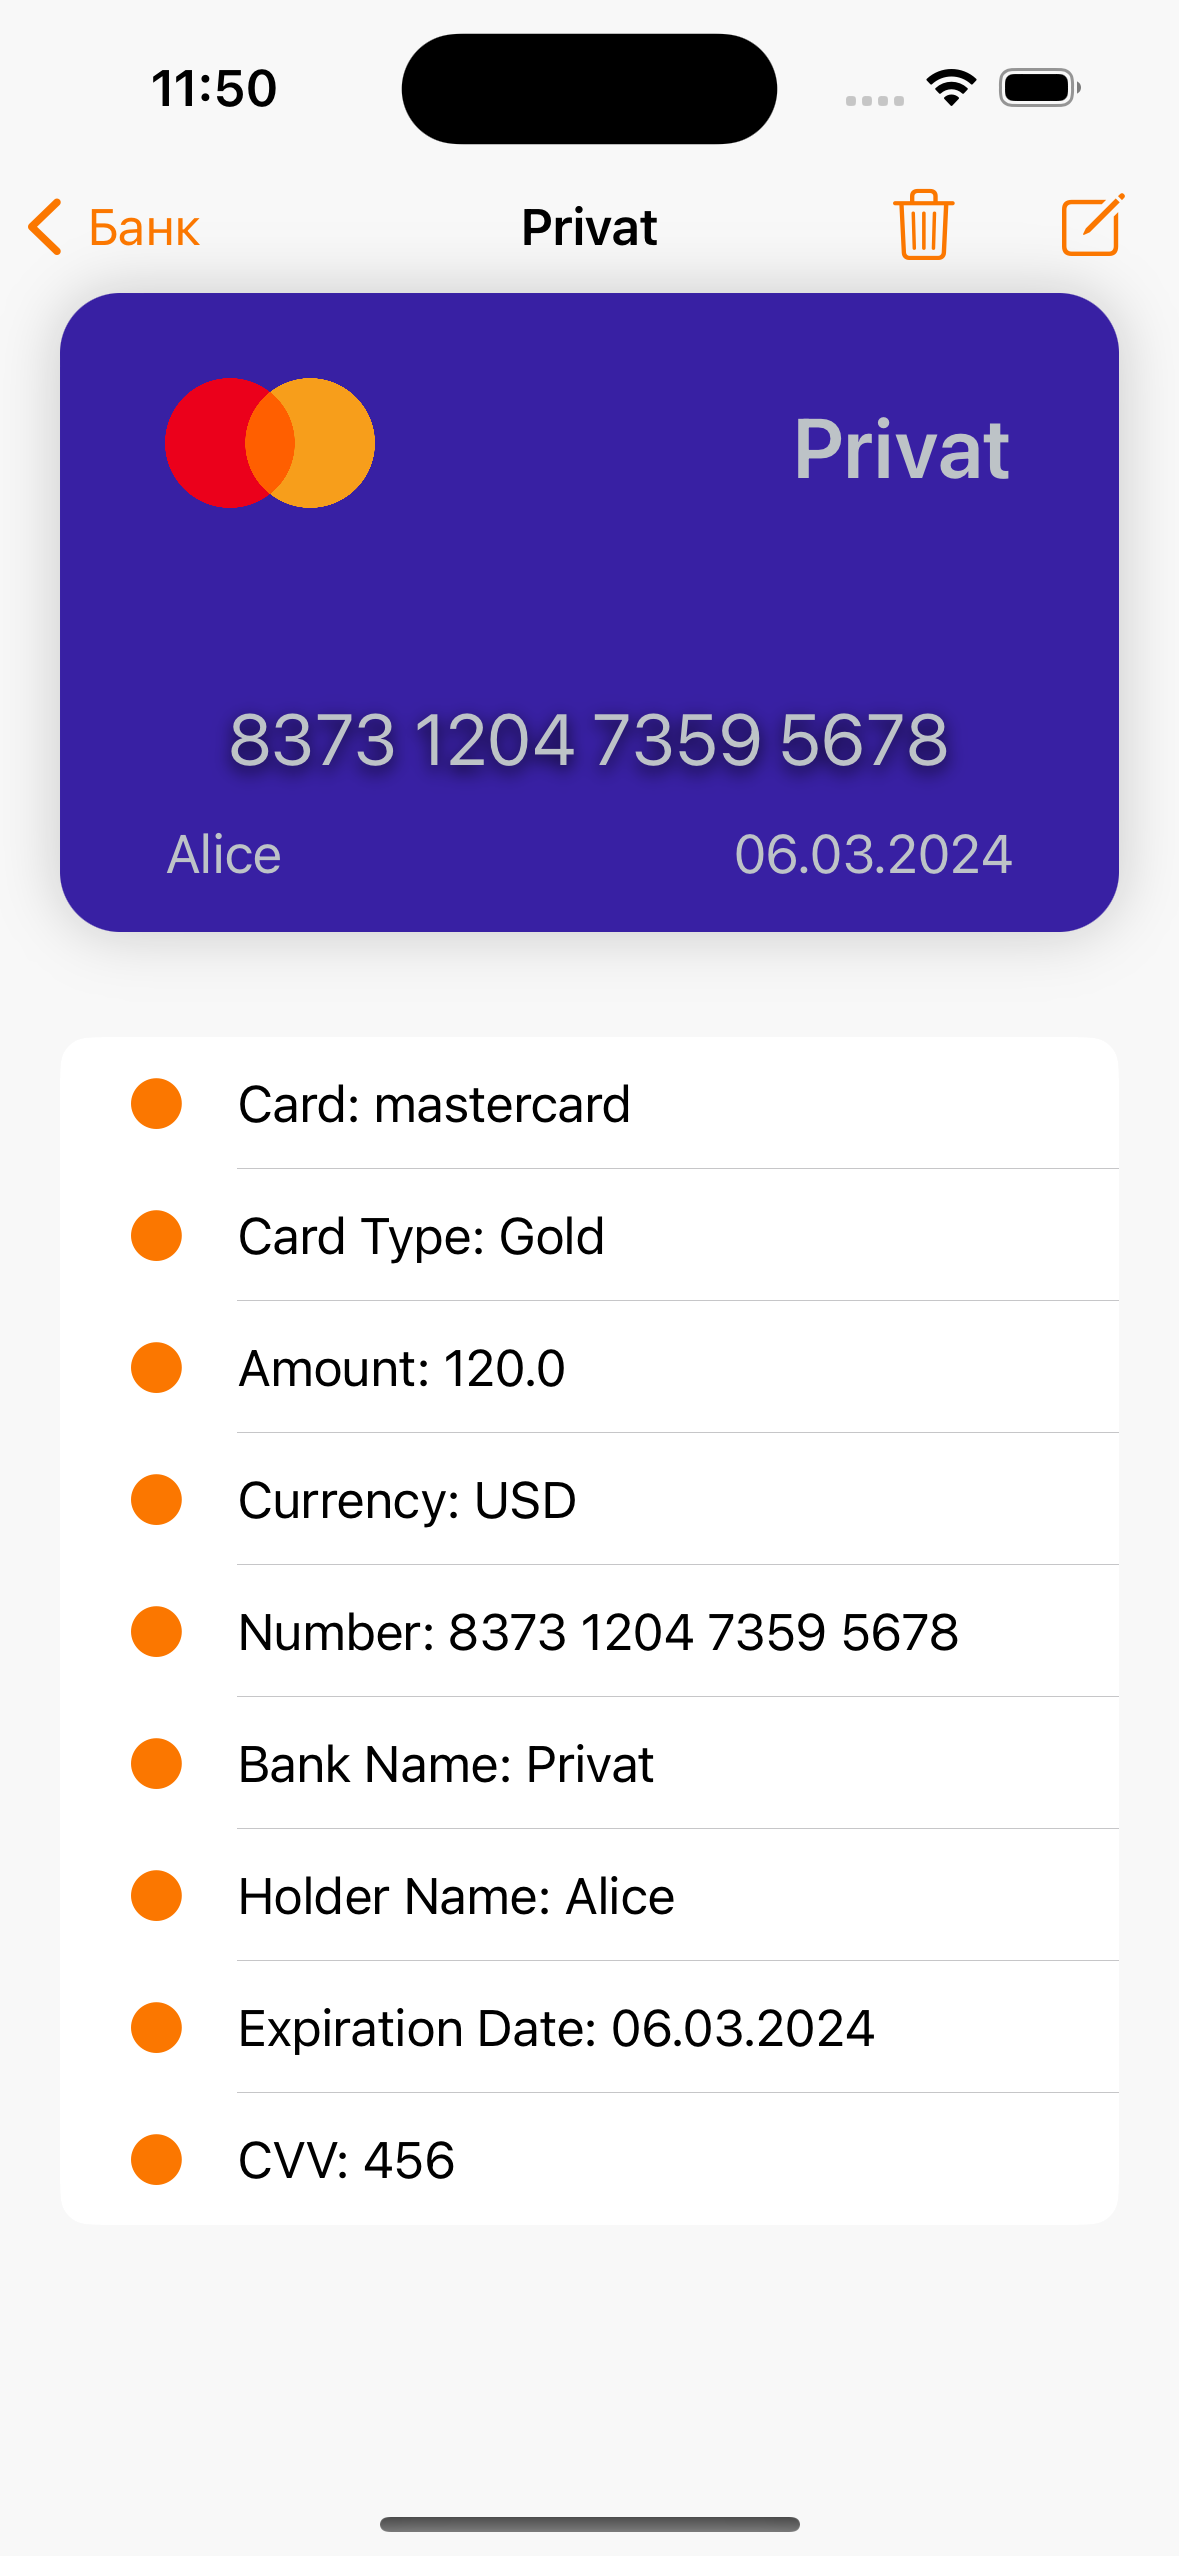 11:50
Банк
Privat
Privat
8373 1204 7359 5678
Alice
06.03.2024
Card: mastercard
Card Type: Gold
Amount: 120.0
Currency: USD
Number: 8373 1204 7359 5678
Bank Name: Privat
Holder Name: Alice
Expiration Date: 06.03.2024
CVV: 456